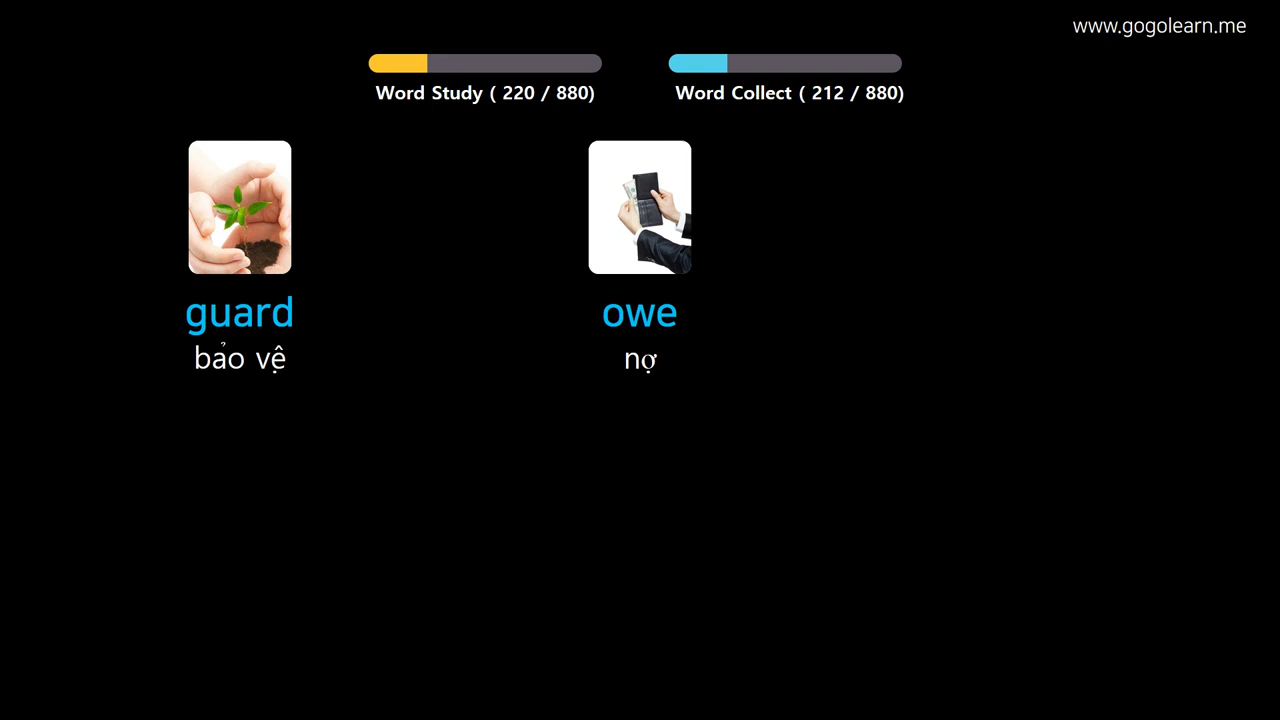 www.gogolearn.me
Word Study ( 220 / 880)
Word Collect ( 212 / 880)
guard
bảo vệ
owe
nợ